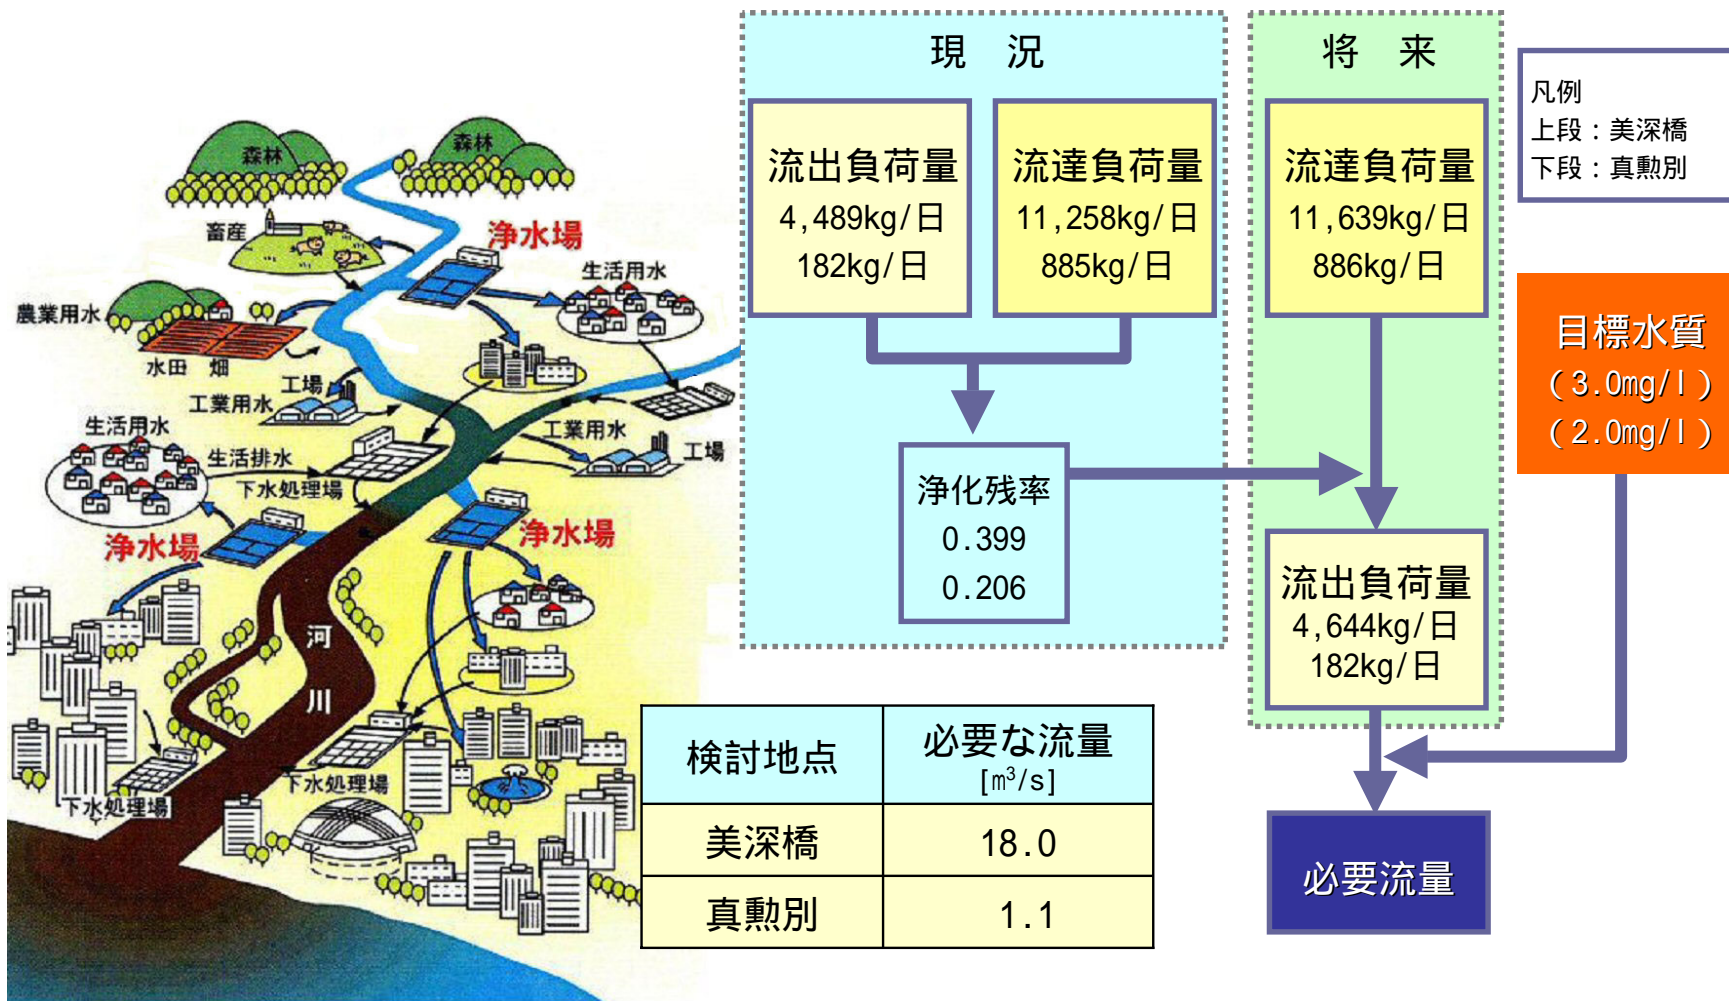 現　況
流出負荷量
4,489kg/日
182kg/日
流達負荷量
11,258kg/日
885kg/日
浄化残率
0.399
0.206
将　来
流達負荷量
11,639kg/日
886kg/日
流出負荷量
4,644kg/日
182kg/日
凡例
上段：美深橋
下段：真勲別
目標水質
（3.0mg/l）
（2.0mg/l）
必要流量
森林
森林
畜産
浄水場
生活用水
農業用水
水田　畑
工場
工業用水
生活用水
生活排水
下水処理場
工業用水
工場
浄水場
浄水場
河
川
下水処理場
下水処理場
検討地点
必要な流量
[m³/s]
美深橋
18.0
真勲別
1.1